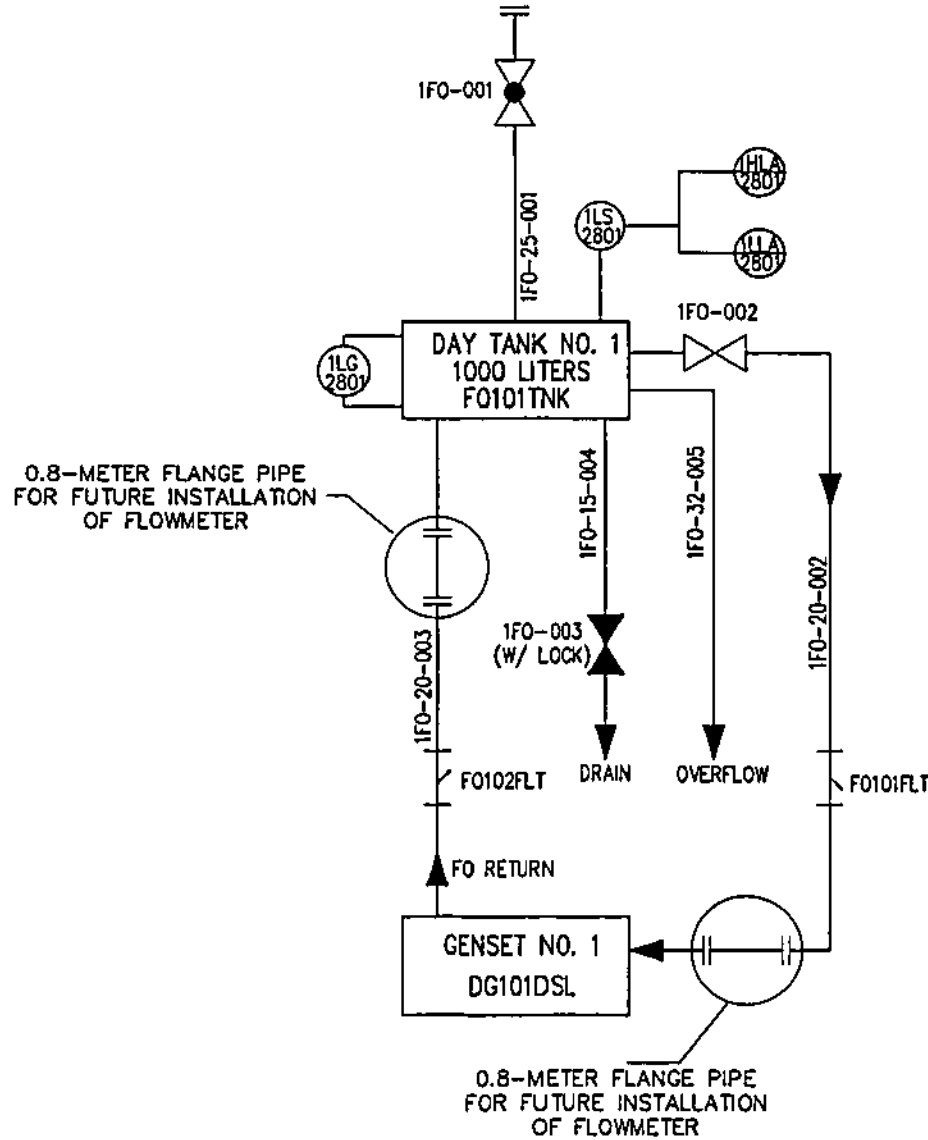 1FO-001
1FO-25-001
1HLA
2801
1LS
2801
1LLA
2801
1FO-002
1LG
2801
DAY TANK NO. 1
1000 LITERS
FO101TNK
0.8-METER FLANGE PIPE
FOR FUTURE INSTALLATION
OF FLOWMETER
1FO-15-004
1FO-32-005
1FO-20-002
1FO-003
(W/ LOCK)
1FO-20-003
FO102FLT
DRAIN
OVERFLOW
FO101FLT
FO RETURN
GENSET NO. 1
DG101DSL
0.8-METER FLANGE PIPE
FOR FUTURE INSTALLATION
OF FLOWMETER